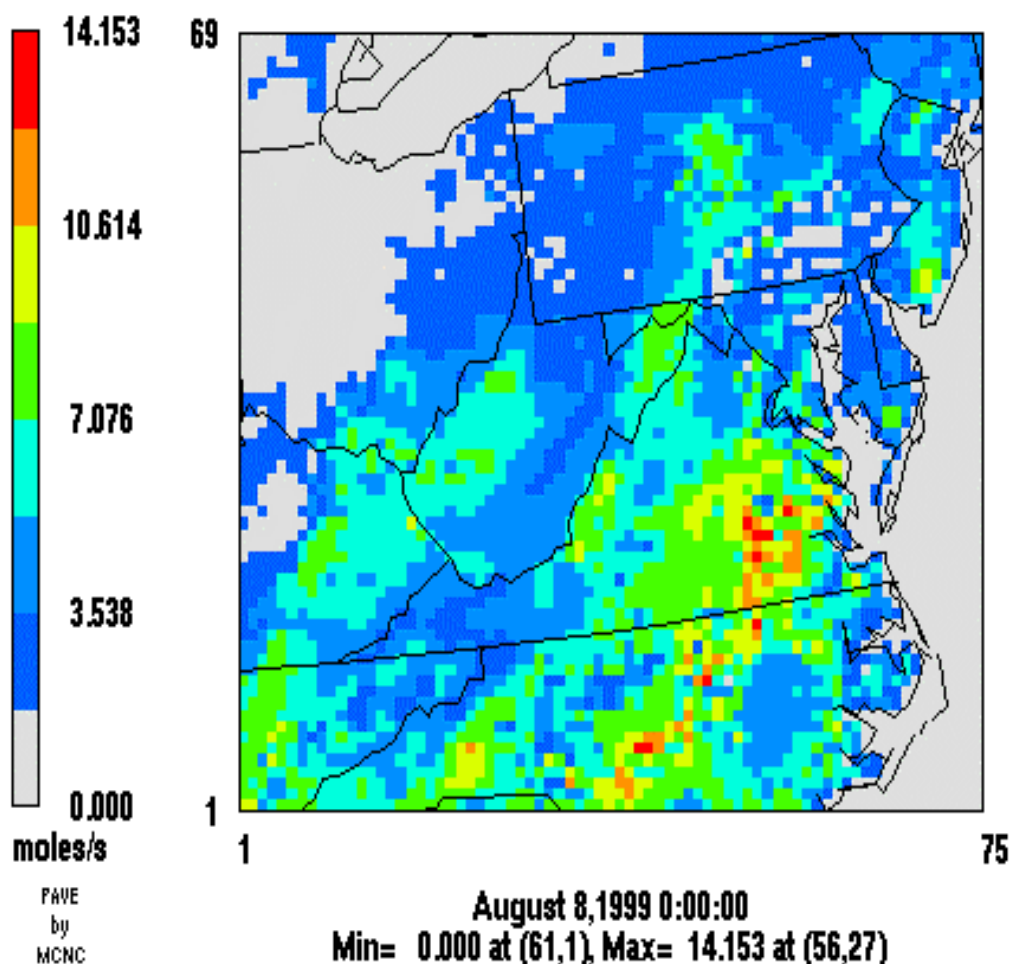 14.153
10.614
7.076
3.538
0.000
moles/s
PAVE
by
MCNC
69
1
1
75
August 8,1999 0:00:00
Min= 0.000 at (61,1), Max= 14.153 at (56,27)